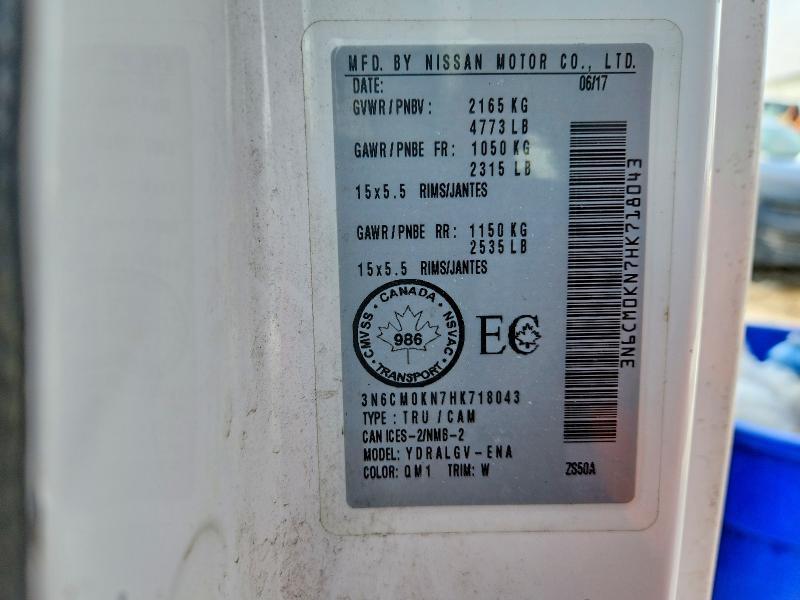 MFD. BY NISSAN MOTOR CO., LTD.
DATE: 06/17
GVWR/PNBV: 2165 KG
4773 LB
GAWR/PNBE FR: 1050 KG
2315 LB
15x5.5 RIMS/JANTES
GAWR/PNBE RR: 1150 KG
2535 LB
15x5.5 RIMS/JANTES
CMVSS · CANADA · NSVAC · TRANSPORT ·
986
EC
3N6CM0KN7HK718043
TYPE: TRU/CAM
CAN ICES-2/NMB-2
MODEL: YDRALGV-ENA
COLOR: QM1 TRIM: W ZS50A
3N6CM0KN7HK718043